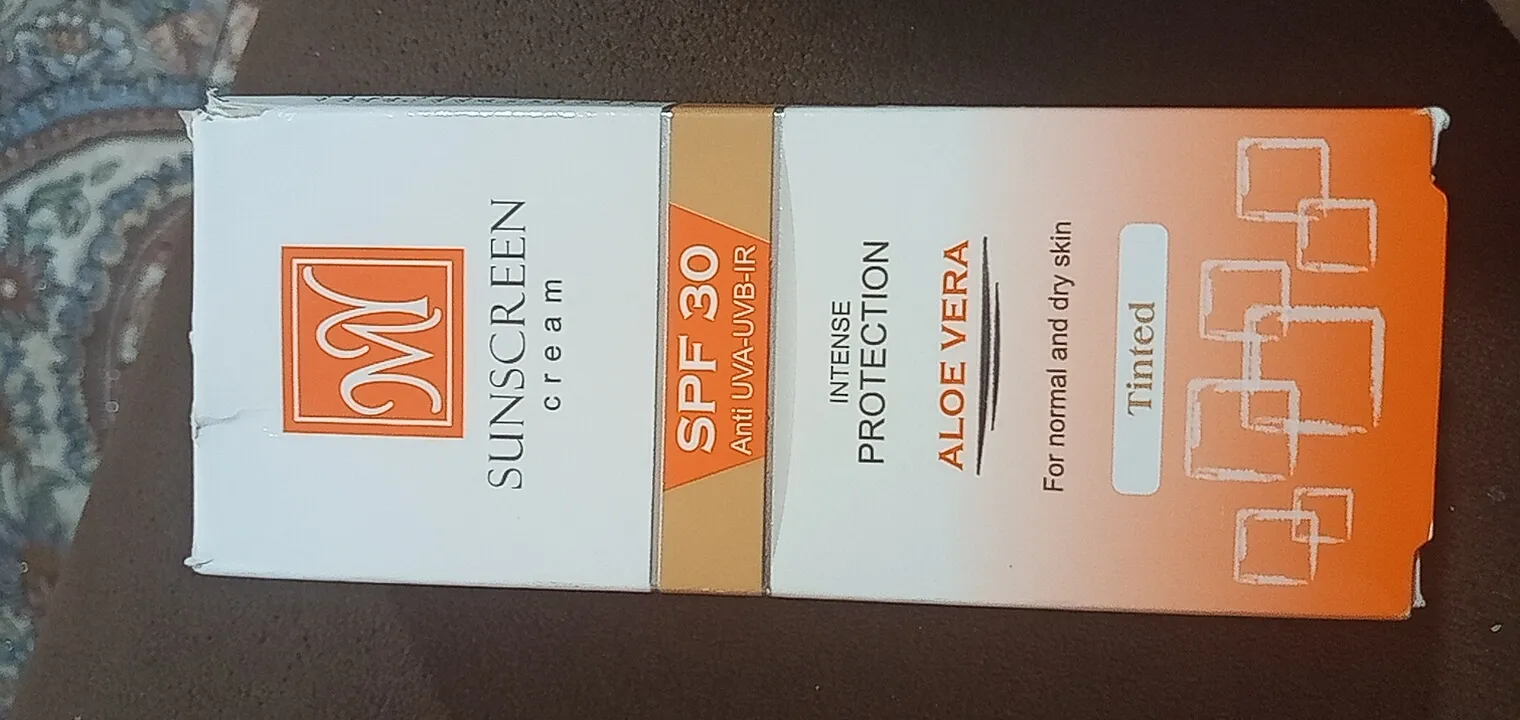 SUNSCREEN
cream
SPF 30
Anti UVA-UVB-IR
INTENSE
PROTECTION
ALOE VERA
For normal and dry skin
Tinted